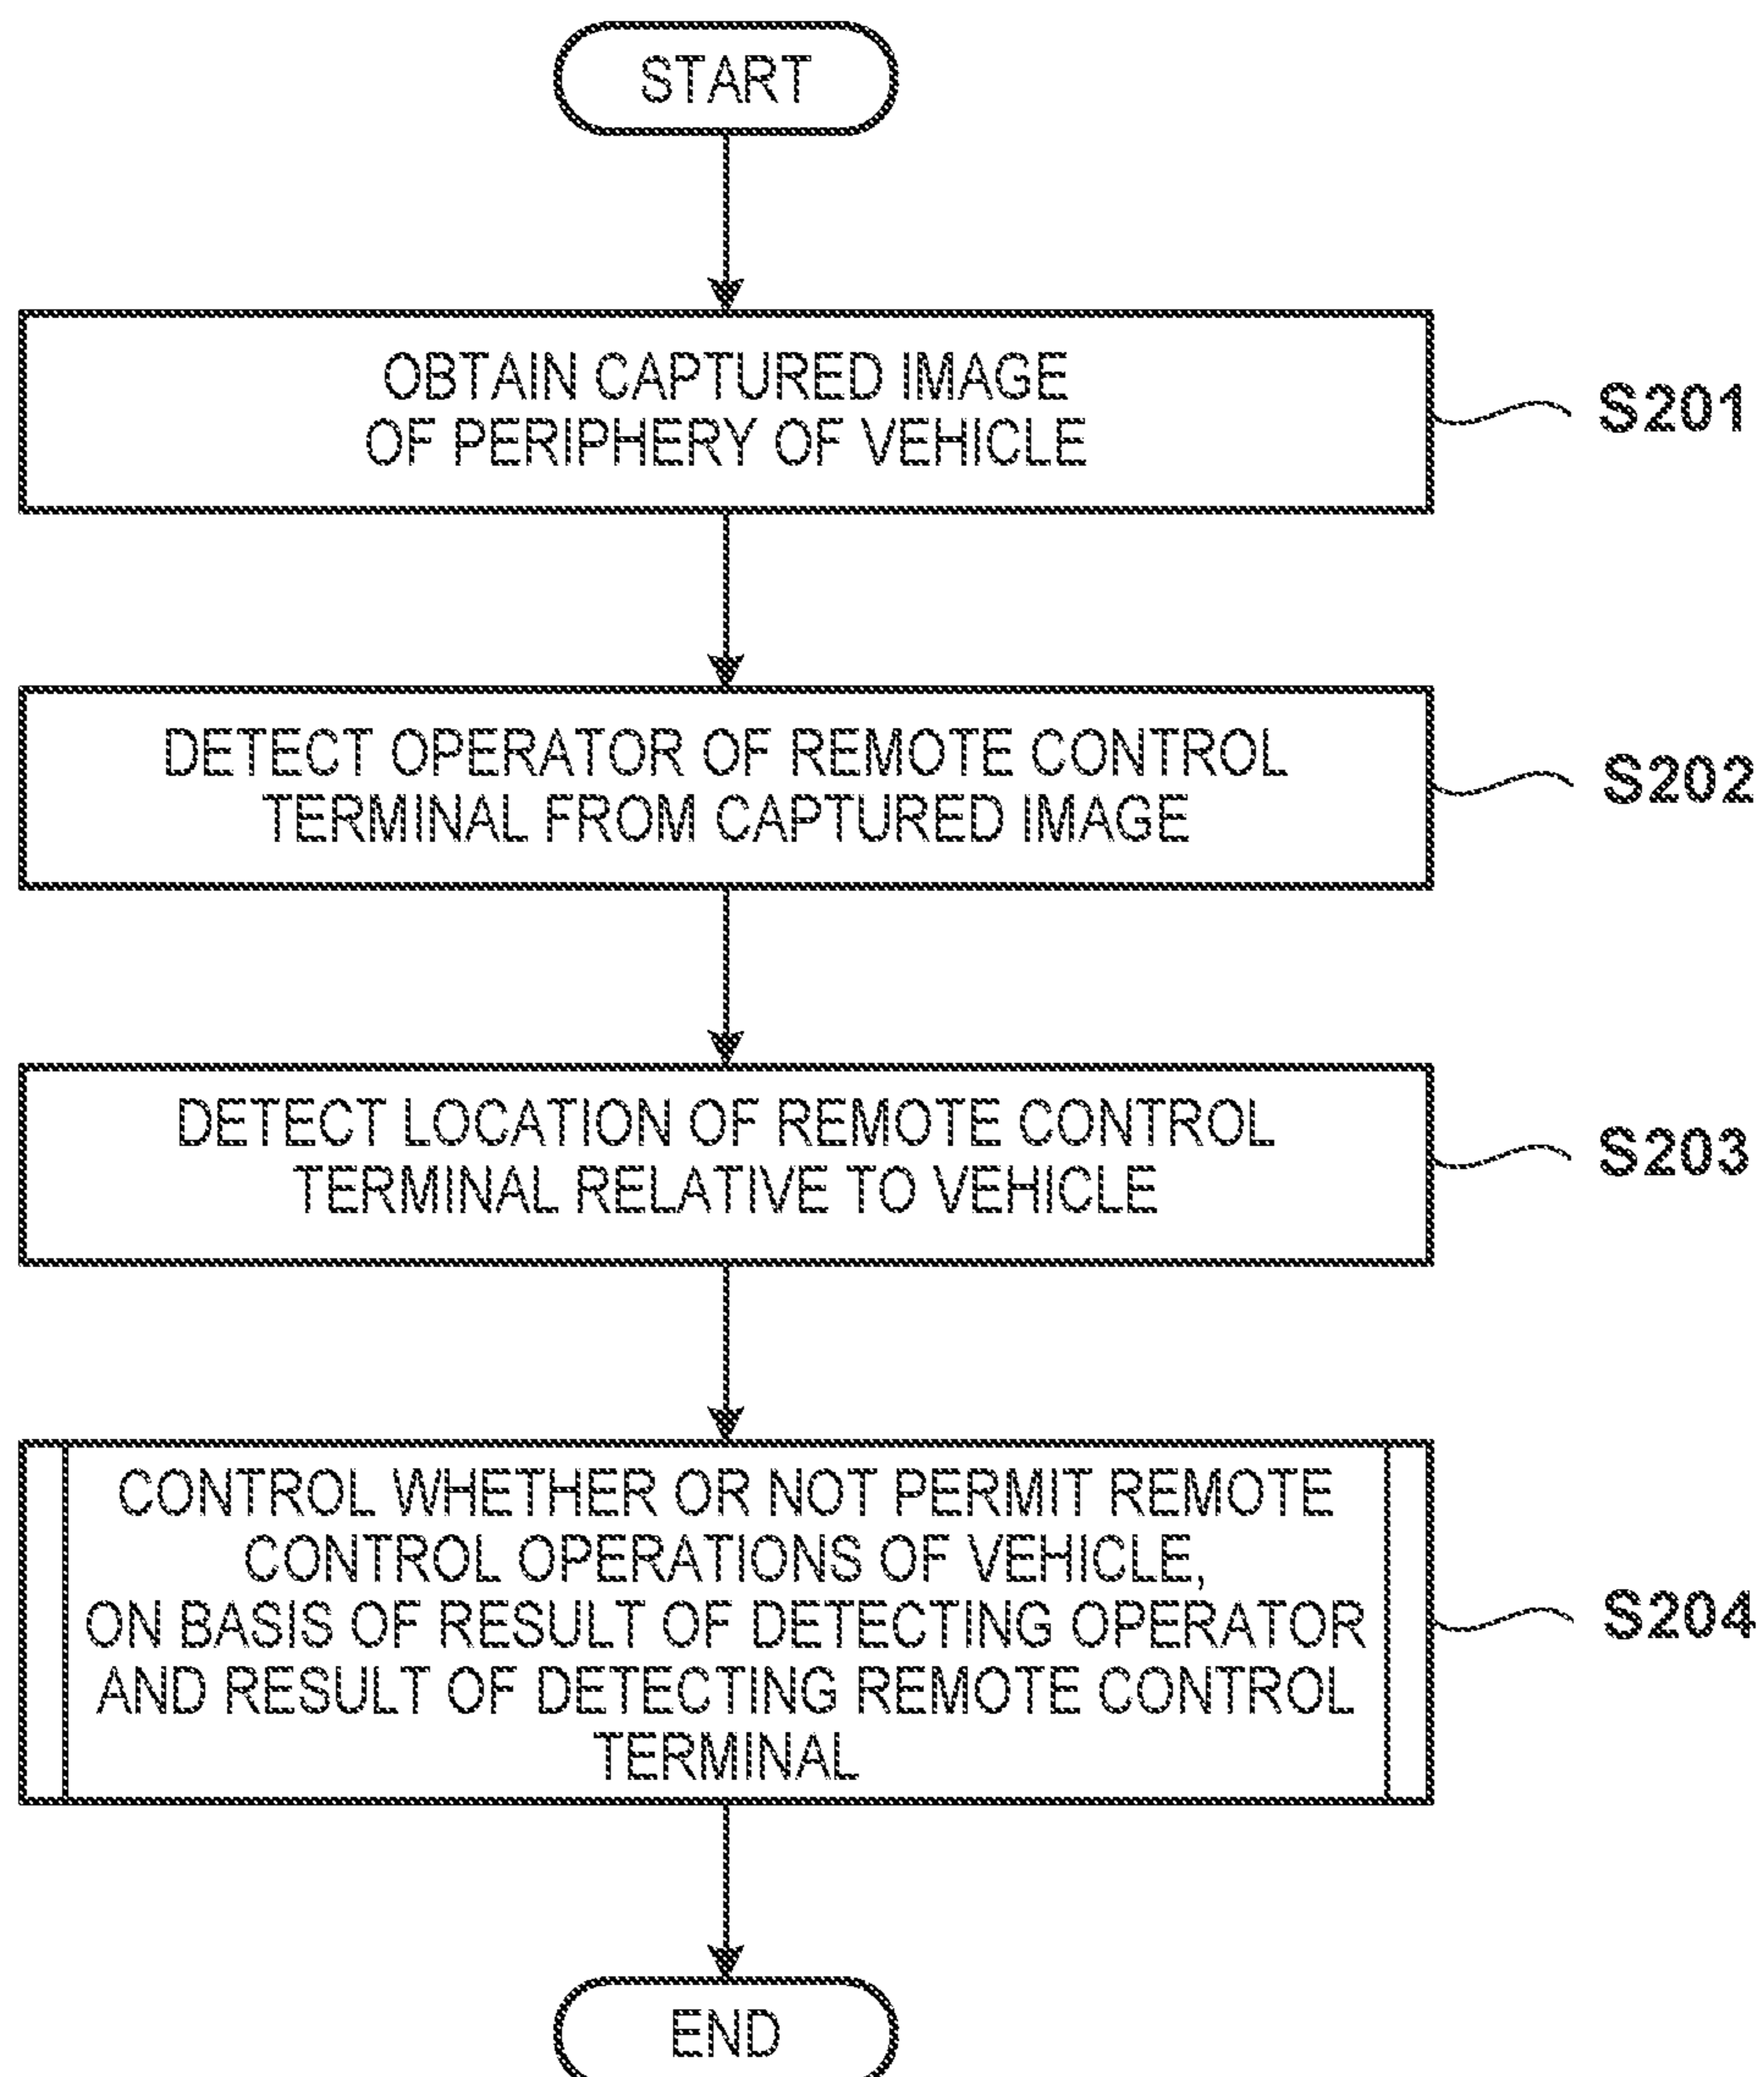 START
OBTAIN CAPTURED IMAGE
OF PERIPHERY OF VEHICLE
S201
DETECT OPERATOR OF REMOTE CONTROL
TERMINAL FROM CAPTURED IMAGE
S202
DETECT LOCATION OF REMOTE CONTROL
TERMINAL RELATIVE TO VEHICLE
S203
CONTROL WHETHER OR NOT PERMIT REMOTE
CONTROL OPERATIONS OF VEHICLE,
ON BASIS OF RESULT OF DETECTING OPERATOR
AND RESULT OF DETECTING REMOTE CONTROL
TERMINAL
S204
END